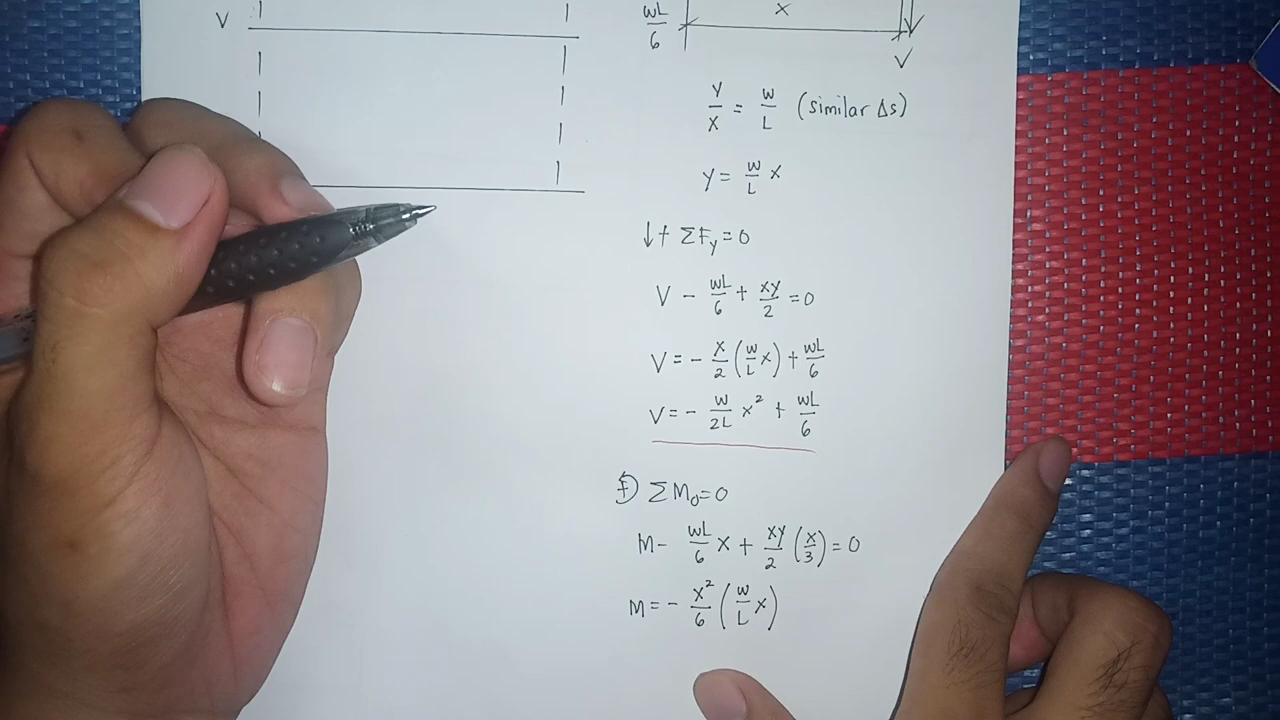 V
wL/6 x
V
y/x = w/L (similar Δs)
y = w/L x
↓+ ΣFy=0
V - wL/6 + xy/2 = 0
V = - x/2 (w/L x) + wL/6
V = - w/2L x² + wL/6
+ ΣMo=0
M - wL/6 x + xy/2 (x/3) = 0
M = - x²/6 (w/L x)